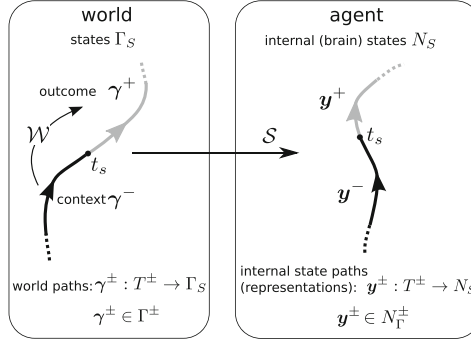 world
states Γ_S
outcome
γ⁺
𝒲
t_s
context γ⁻
world paths: γ^± : T^± → Γ_S
γ^± ∈ Γ^±
𝒮
agent
internal (brain) states N_S
y⁺
t_s
y⁻
internal state paths
(representations): y^± : T^± → N_S
y^± ∈ N_Γ^±